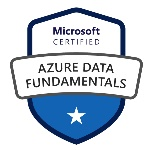 Microsoft
CERTIFIED
AZURE DATA
FUNDAMENTALS